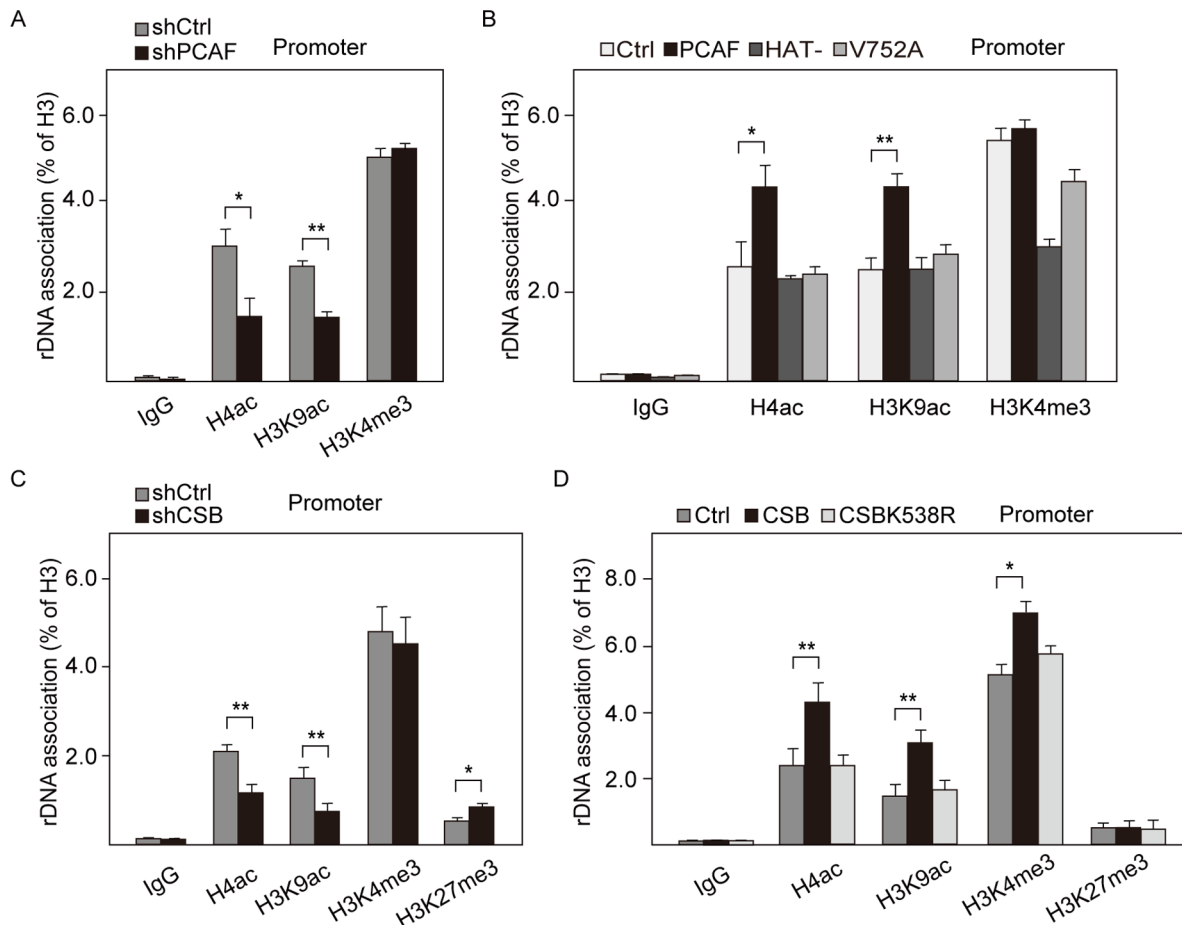 A
shCtrl
shPCAF
Promoter
rDNA association (% of H3)
6.0
4.0
2.0
*
**
IgG
H4ac
H3K9ac
H3K4me3
B
Ctrl PCAF HAT- V752A
Promoter
rDNA association (% of H3)
6.0
4.0
2.0
*
**
IgG
H4ac
H3K9ac
H3K4me3
C
shCtrl
shCSB
Promoter
rDNA association (% of H3)
6.0
4.0
2.0
**
**
*
IgG
H4ac
H3K9ac
H3K4me3
H3K27me3
D
Ctrl CSB CSBK538R
Promoter
rDNA association (% of H3)
8.0
6.0
4.0
2.0
**
**
*
IgG
H4ac
H3K9ac
H3K4me3
H3K27me3